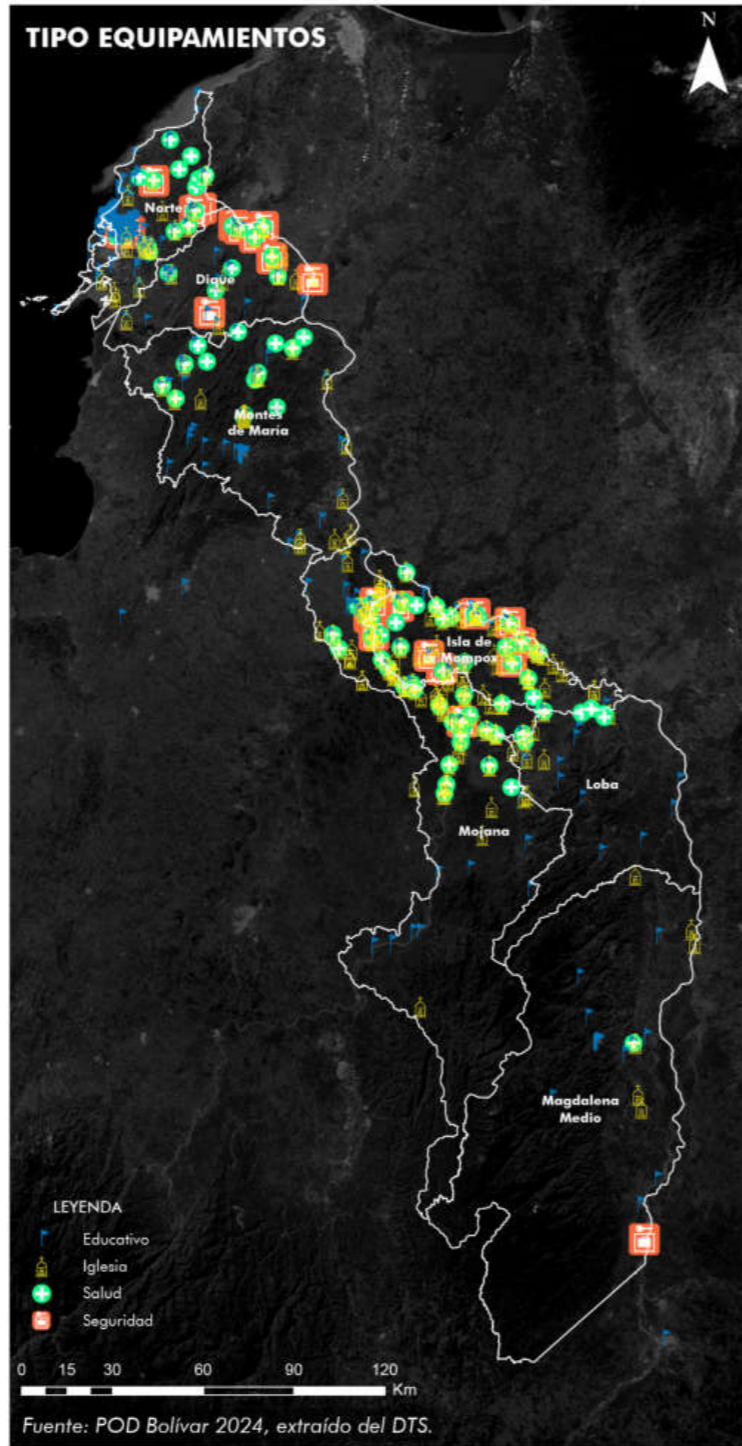 TIPO EQUIPAMIENTOS
N
Norte
Dique
Montes
de María
Isla de
Mompox
Loba
Mojana
Magdalena
Medio
LEYENDA
Educativo
Iglesia
Salud
Seguridad
0 15 30 60 90 120
Km
Fuente: POD Bolívar 2024, extraído del DTS.